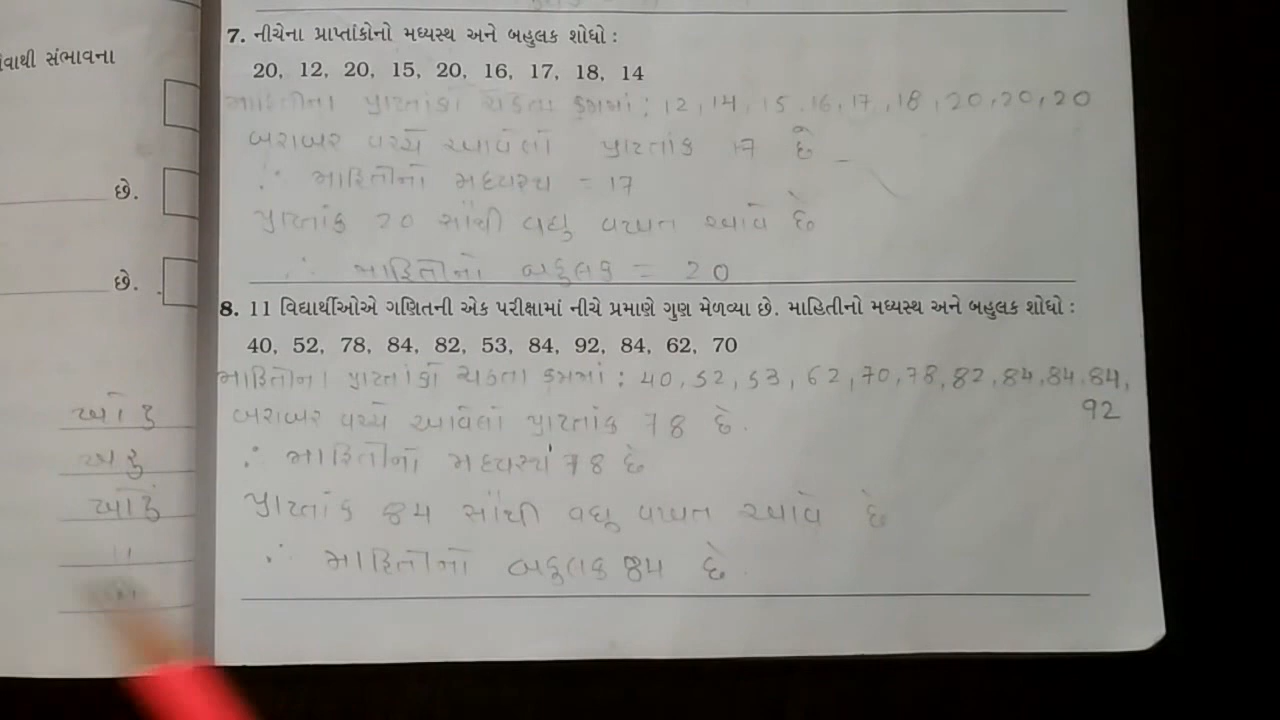 વાથી સંભાવના
છે.
છે.
ઓકુ
7. નીચેના પ્રાપ્તાંકોનો મધ્યસ્થ અને બહુલક શોધો :
20, 12, 20, 15, 20, 16, 17, 18, 14
માહિતીના પ્રાપ્તાંકો ચઢતા ક્રમમાં : 12, 14, 15, 16, 17, 18, 20, 20, 20
બરાબર વચ્ચે આવેલો પ્રાપ્તાંક 17 છે
∴ માહિતીનો મધ્યસ્થ = 17
પ્રાપ્તાંક 20 સૌથી વધુ વખત આવે છે
∴ માહિતીનો બહુલક = 20
8. 11 વિદ્યાર્થીઓએ ગણિતની એક પરીક્ષામાં નીચે પ્રમાણે ગુણ મેળવ્યા છે. માહિતીનો મધ્યસ્થ અને બહુલક શોધો :
40, 52, 78, 84, 82, 53, 84, 92, 84, 62, 70
માહિતીના પ્રાપ્તાંકો ચઢતા ક્રમમાં : 40, 52, 53, 62, 70, 78, 82, 84, 84, 84,
92
બરાબર વચ્ચે આવેલો પ્રાપ્તાંક 78 છે.
∴ માહિતીનો મધ્યસ્થ 78 છે
પ્રાપ્તાંક 84 સૌથી વધુ વખત આવે છે
∴ માહિતીનો બહુલક 84 છે